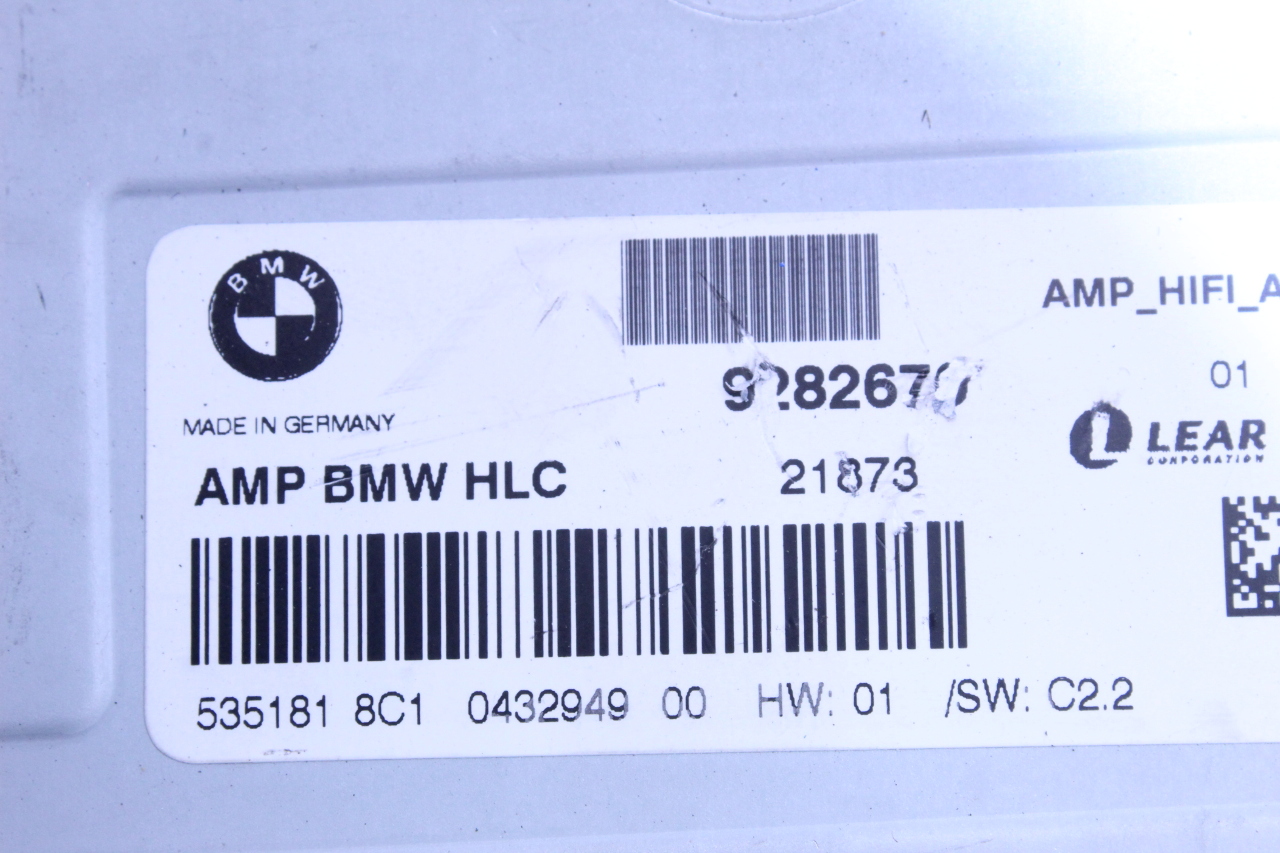 BMW
AMP_HIFI_A
01
MADE IN GERMANY
LEAR
CORPORATION
AMP BMW HLC
21873
535181 8C1 0432949 00 HW: 01 /SW: C2.2